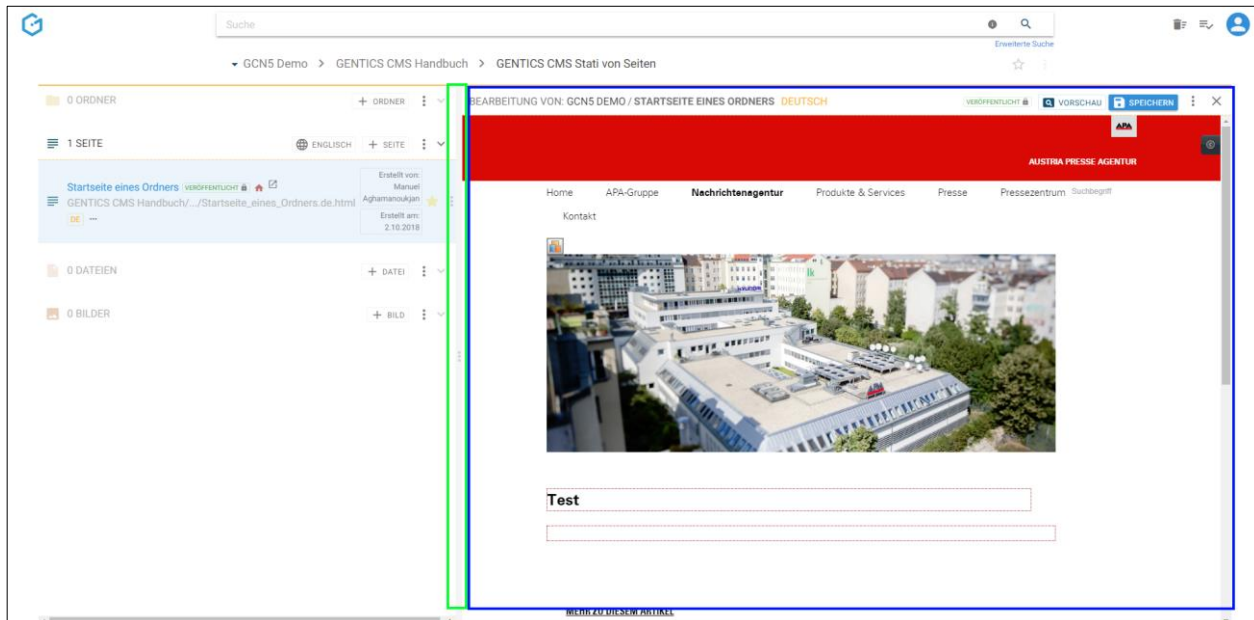 Suche
Erweiterte Suche
GCN5 Demo > GENTICS CMS Handbuch > GENTICS CMS Stati von Seiten
0 ORDNER + ORDNER
1 SEITE ENGLISCH + SEITE
Startseite eines Ordners VERÖFFENTLICHT
GENTICS CMS Handbuch/.../Startseite_eines_Ordners.de.html
DE —
Erstellt von:
Manuel
Aghamanoukjan
Erstellt am:
2.10.2018
0 DATEIEN + DATEI
0 BILDER + BILD
BEARBEITUNG VON: GCN5 DEMO / STARTSEITE EINES ORDNERS DEUTSCH VERÖFFENTLICHT VORSCHAU SPEICHERN
APA
AUSTRIA PRESSE AGENTUR
Home APA-Gruppe Nachrichtenagentur Produkte & Services Presse Pressezentrum Suchbegriff
Kontakt
Test
MEHR ZU DIESEM ARTIKEL